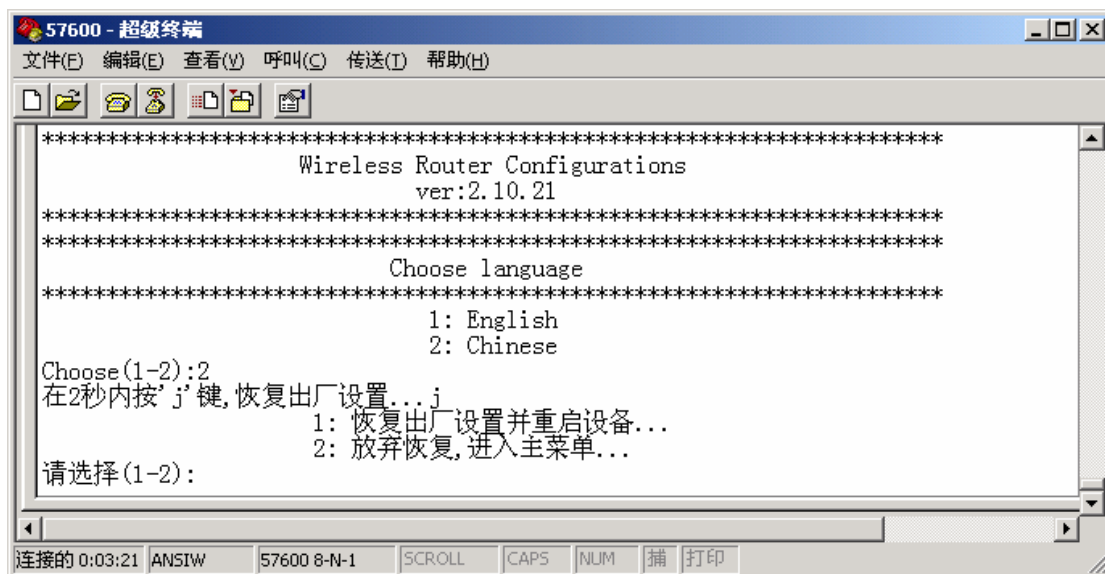 57600 - 超级终端
文件(F) 编辑(E) 查看(V) 呼叫(C) 传送(T) 帮助(H)
**********************************************************************
Wireless Router Configurations
ver:2.10.21
**********************************************************************
**********************************************************************
Choose language
**********************************************************************
1: English
2: Chinese
Choose(1-2):2
在2秒内按'j'键,恢复出厂设置...j
1: 恢复出厂设置并重启设备...
2: 放弃恢复,进入主菜单...
请选择(1-2):
连接的 0:03:21 ANSIW 57600 8-N-1 SCROLL CAPS NUM 捕 打印